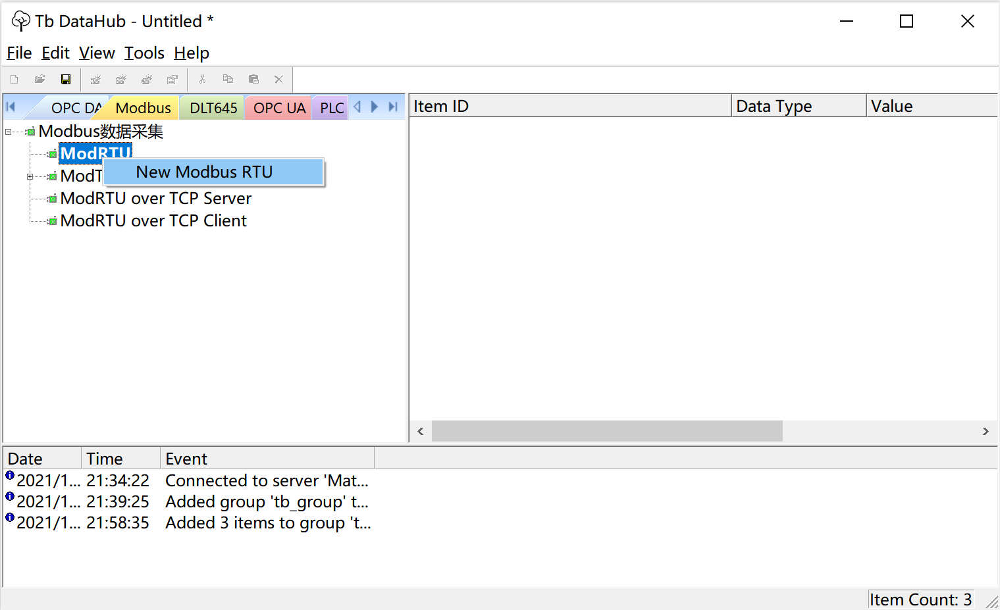 Tb DataHub - Untitled *
File Edit View Tools Help
OPC DA Modbus DLT645 OPC UA PLC
Item ID Data Type Value
Modbus数据采集
ModRTU
New Modbus RTU
ModT
ModRTU over TCP Server
ModRTU over TCP Client
Date Time Event
2021/1... 21:34:22 Connected to server 'Mat...
2021/1... 21:39:25 Added group 'tb_group' t...
2021/1... 21:58:35 Added 3 items to group 't...
Item Count: 3